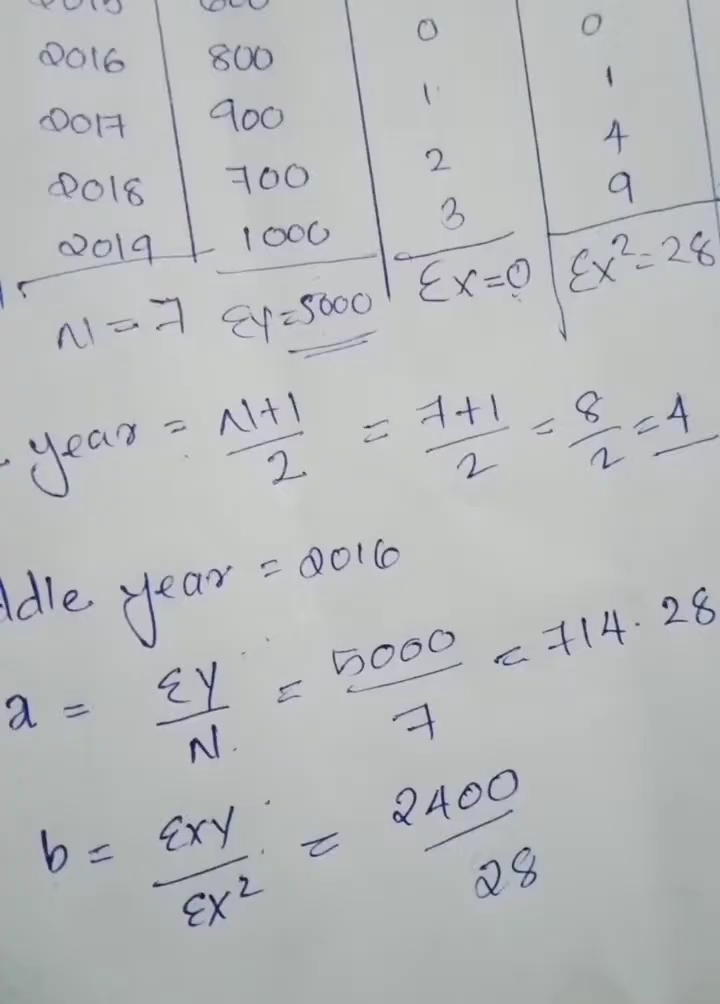 2016 800 0 0
2017 900 1 1
2018 700 2 4
2019 1000 3 9
N=7 ΣY=5000 ΣX=0 ΣX²=28
year = N+1/2 = 7+1/2 = 8/2 = 4
year = 2016
a = ΣY/N = 5000/7 = 714.28
b = ΣXY/ΣX² = 2400/28